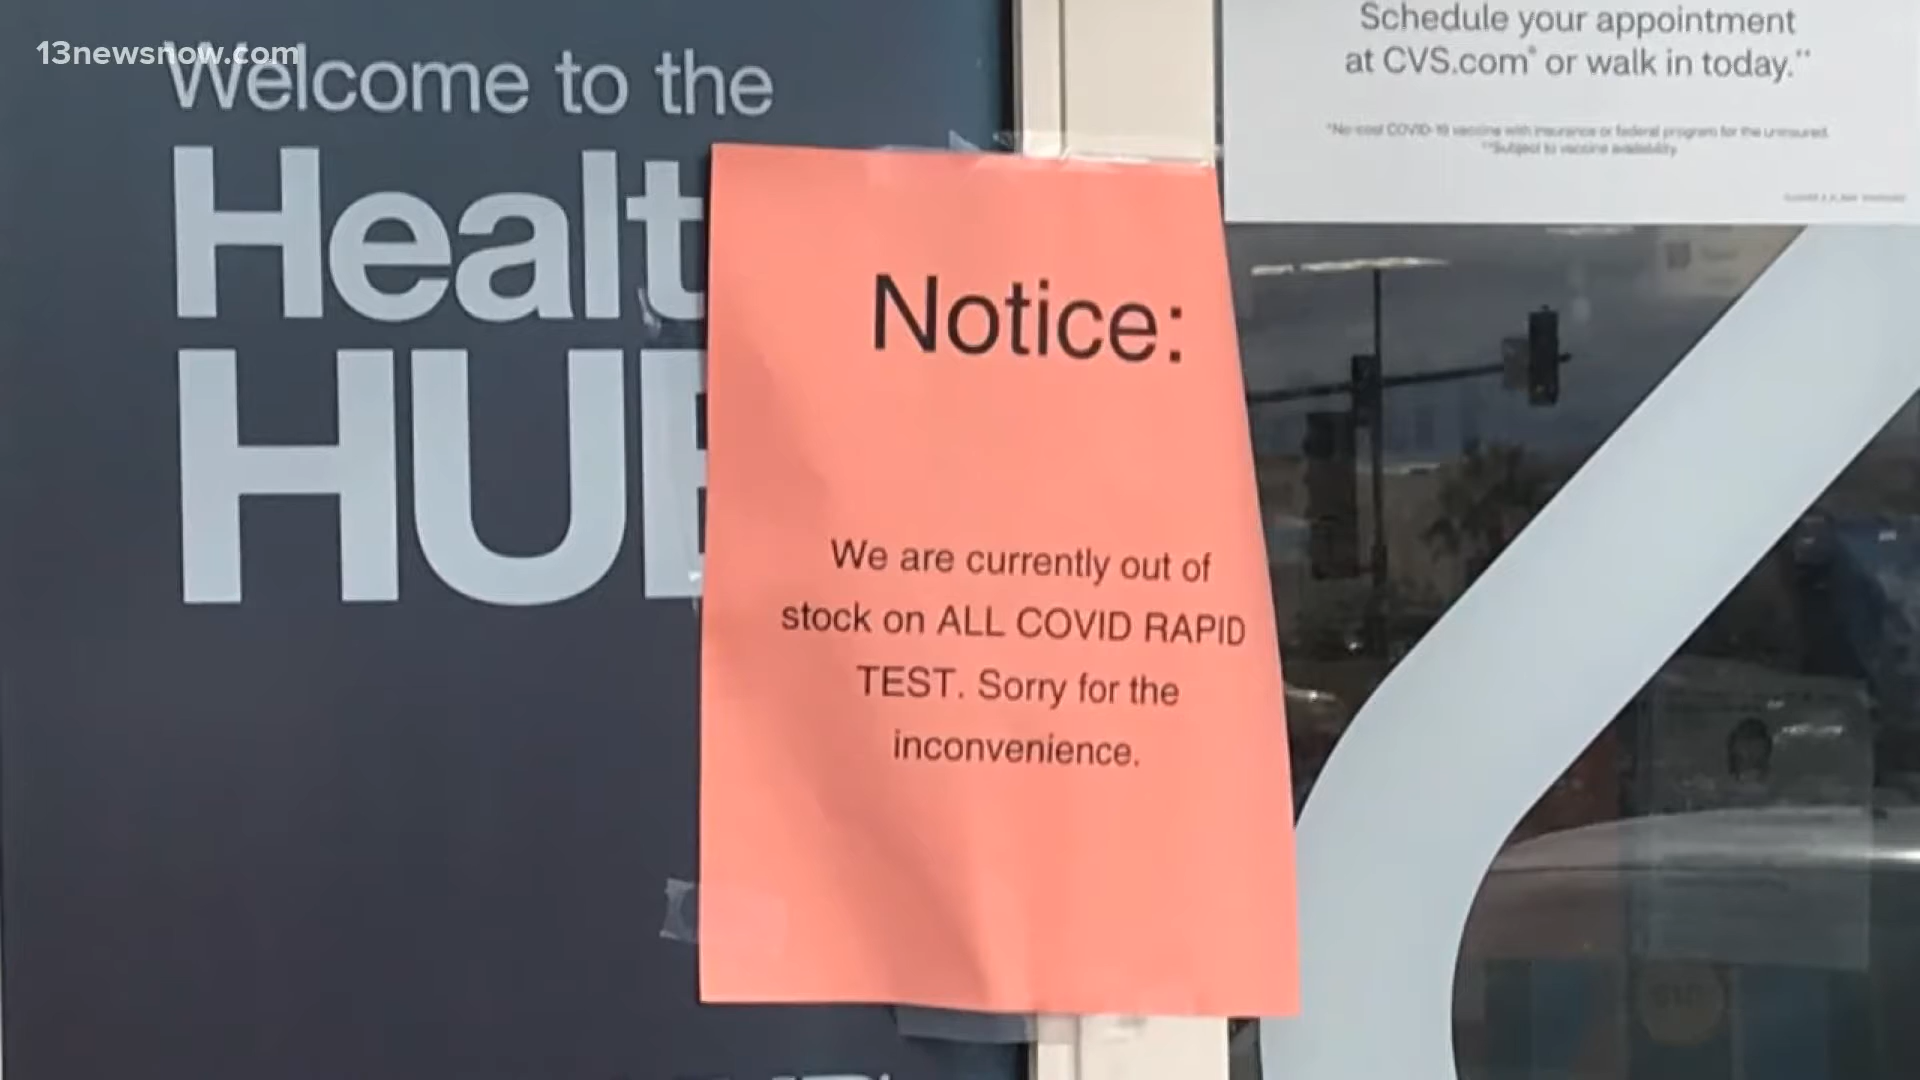 13newsnow.com
Welcome to the
Healt
HU
Notice:
We are currently out of
stock on ALL COVID RAPID
TEST. Sorry for the
inconvenience.
Schedule your appointment
at CVS.com® or walk in today.**
*No-cost COVID-19 vaccine with insurance or federal program for the uninsured.
**Subject to vaccine availability.